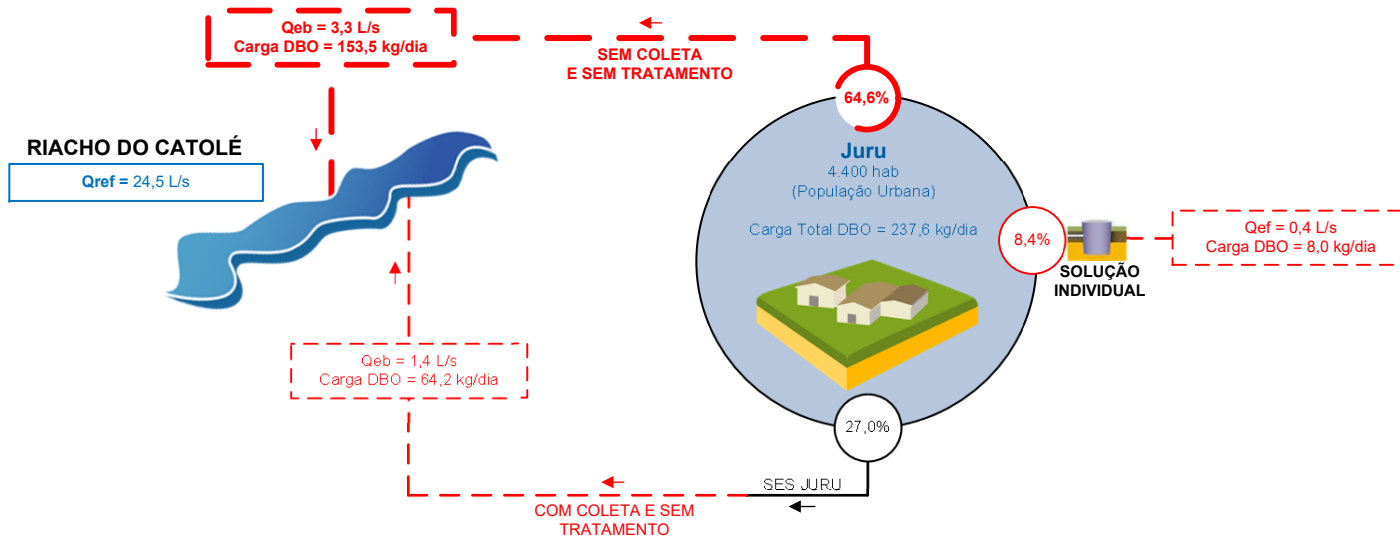 Qeb = 3,3 L/s
Carga DBO = 153,5 kg/dia
SEM COLETA
E SEM TRATAMENTO
64,6%
RIACHO DO CATOLÉ
Qref = 24,5 L/s
Juru
4.400 hab
(População Urbana)
Carga Total DBO = 237,6 kg/dia
8,4%
SOLUÇÃO
INDIVIDUAL
Qef = 0,4 L/s
Carga DBO = 8,0 kg/dia
Qeb = 1,4 L/s
Carga DBO = 64,2 kg/dia
27,0%
SES JURU
COM COLETA E SEM
TRATAMENTO